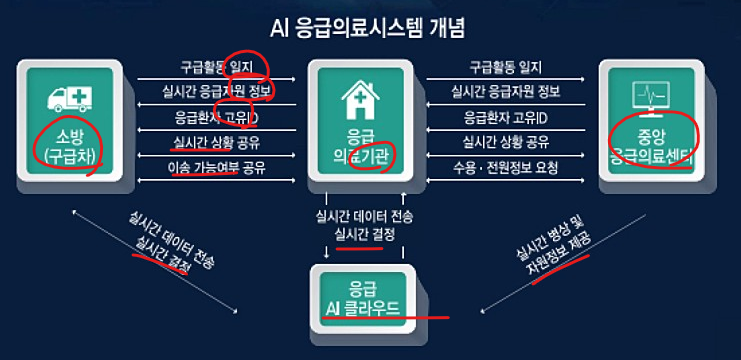 AI 응급의료시스템 개념
소방
(구급차)
구급활동 일지
실시간 응급자원 정보
응급환자 고유ID
실시간 상황 공유
이송 가능여부 공유
응급
의료기관
구급활동 일지
실시간 응급자원 정보
응급환자 고유ID
실시간 상황 공유
수용·전원정보 요청
중앙
응급의료센터
실시간 데이터 전송
실시간 결정
실시간 데이터 전송
실시간 결정
실시간 병상 및
자원정보 제공
응급
AI 클라우드